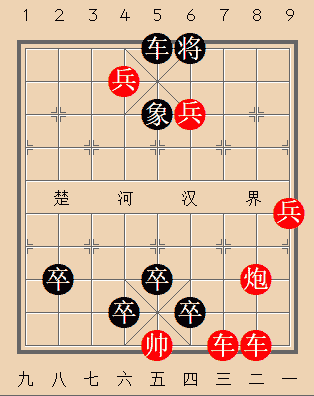 1 2 3 4 5 6 7 8 9
车 将
兵
象 兵
楚 河 汉 界
兵
卒 卒 炮
卒 卒
帅 车 车
九 八 七 六 五 四 三 二 一